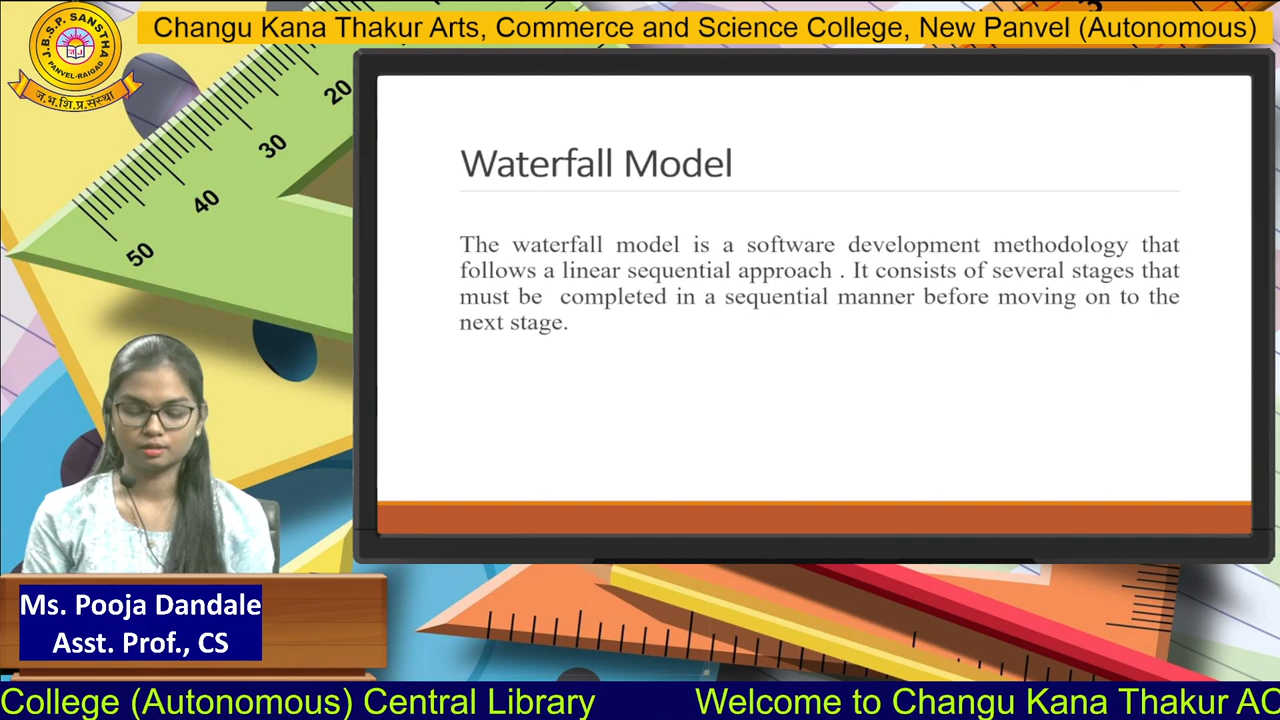 Changu Kana Thakur Arts, Commerce and Science College, New Panvel (Autonomous)
J.B.S.P. SANSTHA
PANVEL-RAIGAD
ज.भ.शि.प्र.संस्था
20
30
40
50
Waterfall Model
The waterfall model is a software development methodology that
follows a linear sequential approach . It consists of several stages that
must be completed in a sequential manner before moving on to the
next stage.
Ms. Pooja Dandale
Asst. Prof., CS
College (Autonomous) Central Library Welcome to Changu Kana Thakur AC